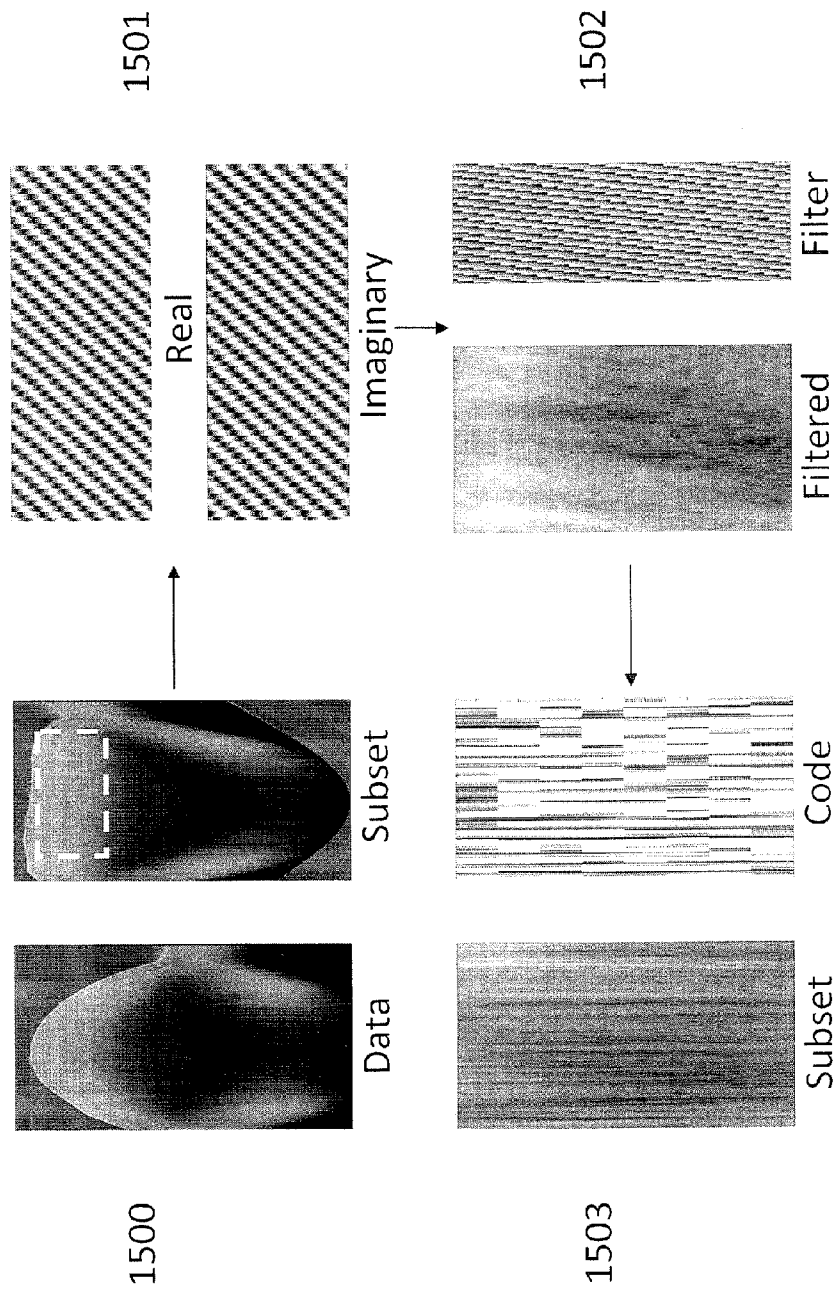 1500
Data
Subset
Real
Imaginary
1501
1503
Subset
Code
Filtered
Filter
1502